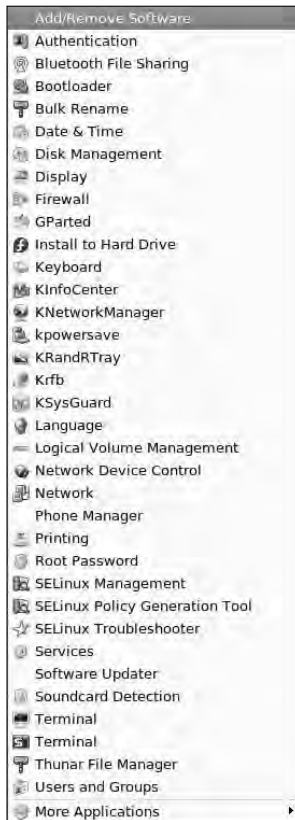 Add/Remove Software
Authentication
Bluetooth File Sharing
Bootloader
Bulk Rename
Date & Time
Disk Management
Display
Firewall
GParted
Install to Hard Drive
Keyboard
KInfoCenter
KNetworkManager
kpowersave
KRandRTray
Krfb
KSysGuard
Language
Logical Volume Management
Network Device Control
Network
Phone Manager
Printing
Root Password
SELinux Management
SELinux Policy Generation Tool
SELinux Troubleshooter
Services
Software Updater
Soundcard Detection
Terminal
Terminal
Thunar File Manager
Users and Groups
More Applications